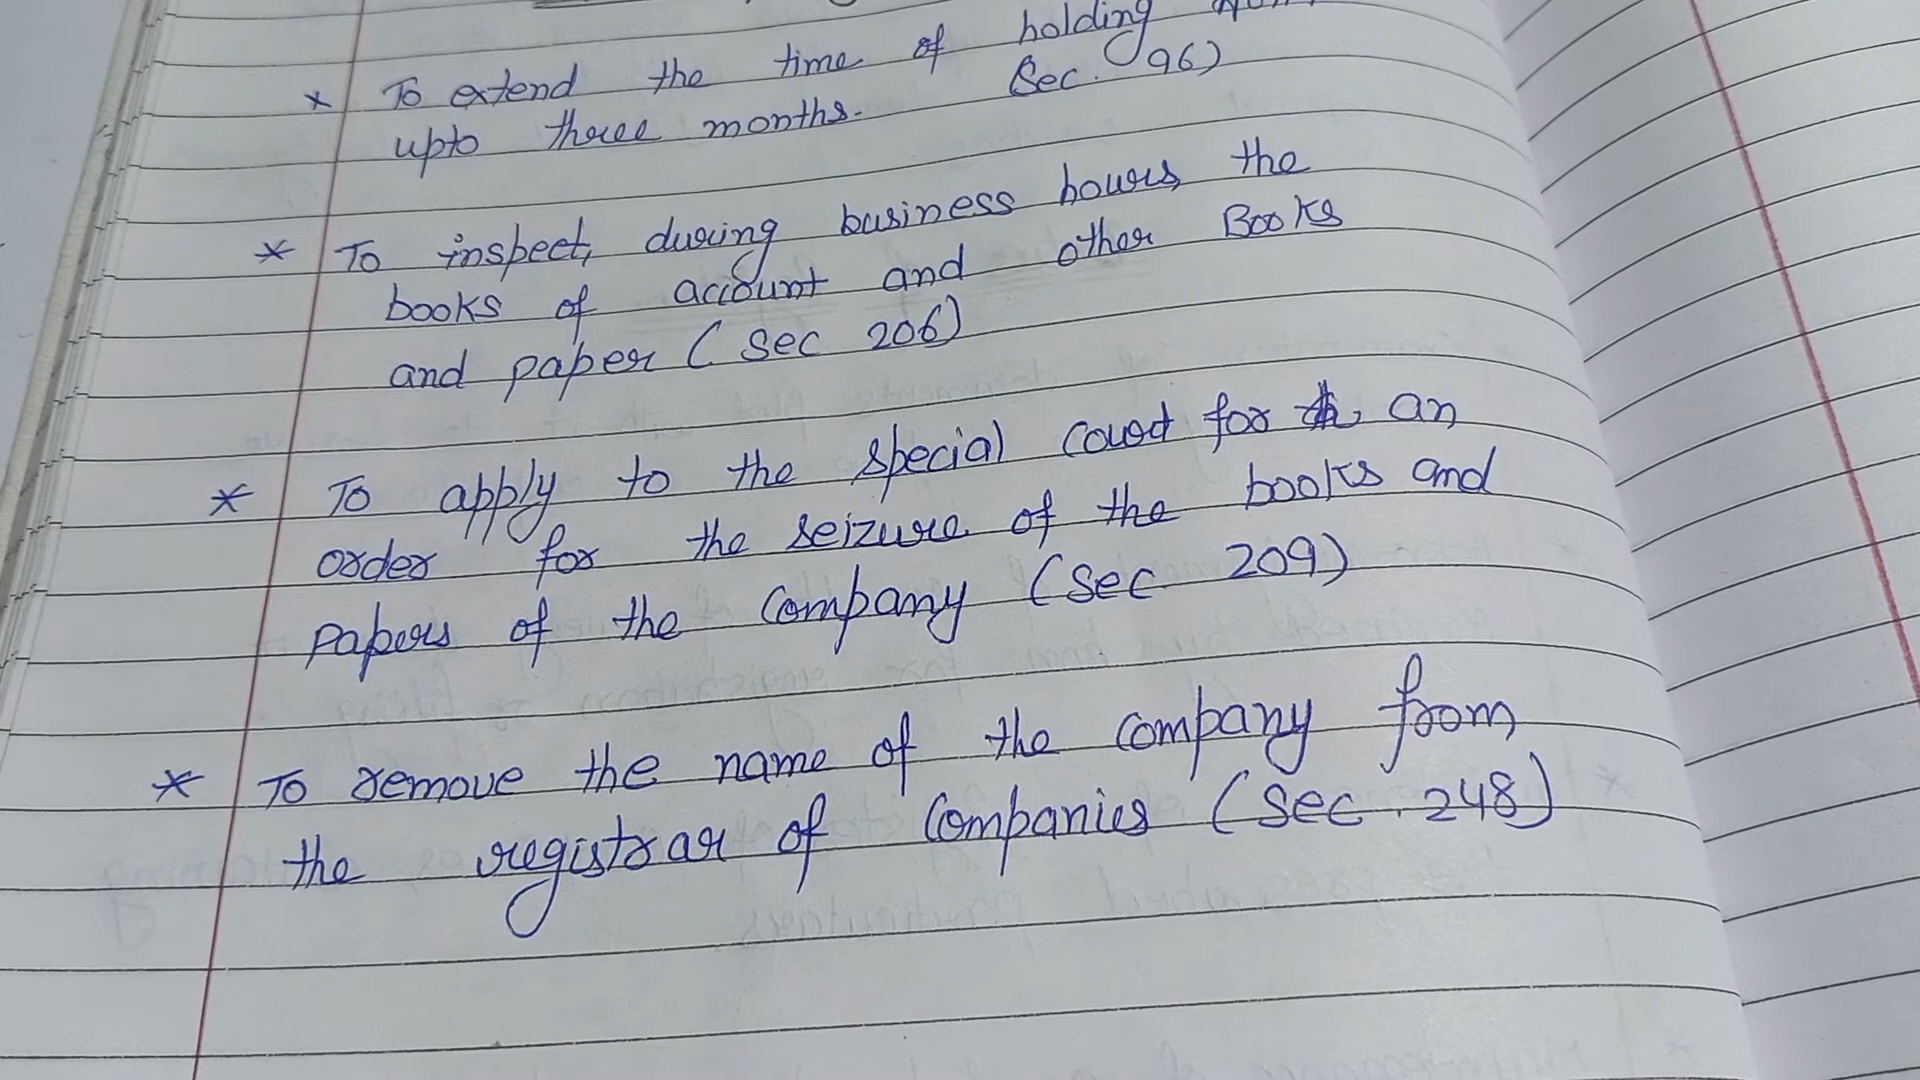 * To extend the time of holding
upto three months. Sec. 96)
* To inspect, during business hours, the
books of account and other Books
and paper ( Sec 206)
* To apply to the special court for an
order for the seizure of the books and
papers of the company (Sec 209)
* To remove the name of the company from
the registrar of companies (Sec. 248)